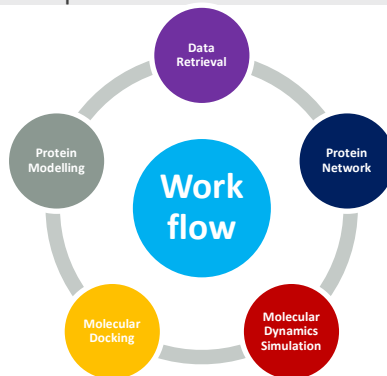 Data
Retrieval
Protein
Modelling
Protein
Network
Work
flow
Molecular
Docking
Molecular
Dynamics
Simulation